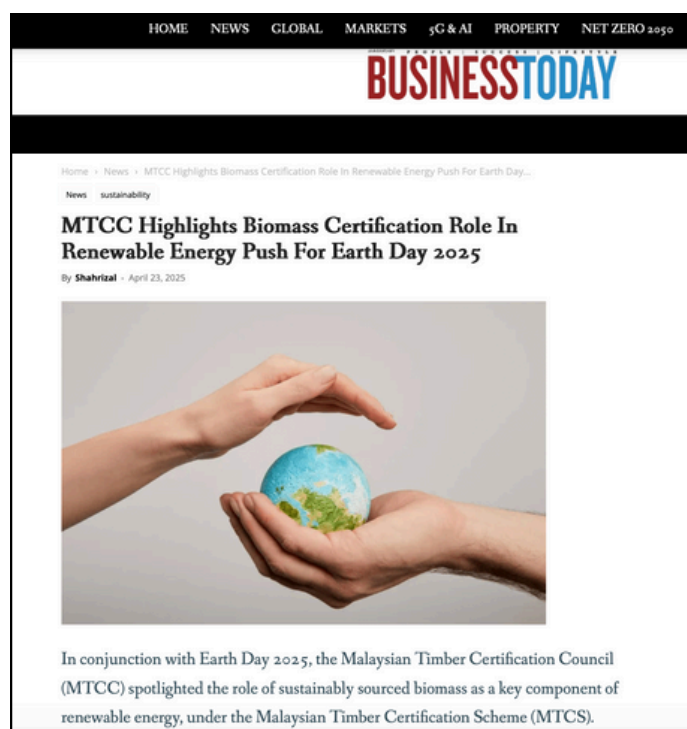 HOME NEWS GLOBAL MARKETS 5G & AI PROPERTY NET ZERO 2050
PEOPLE | SUCCESS | LIFESTYLE
BUSINESSTODAY
Home › News › MTCC Highlights Biomass Certification Role In Renewable Energy Push For Earth Day...
News sustainability
MTCC Highlights Biomass Certification Role In
Renewable Energy Push For Earth Day 2025
By Shahrizal - April 23, 2025
In conjunction with Earth Day 2025, the Malaysian Timber Certification Council
(MTCC) spotlighted the role of sustainably sourced biomass as a key component of
renewable energy, under the Malaysian Timber Certification Scheme (MTCS).